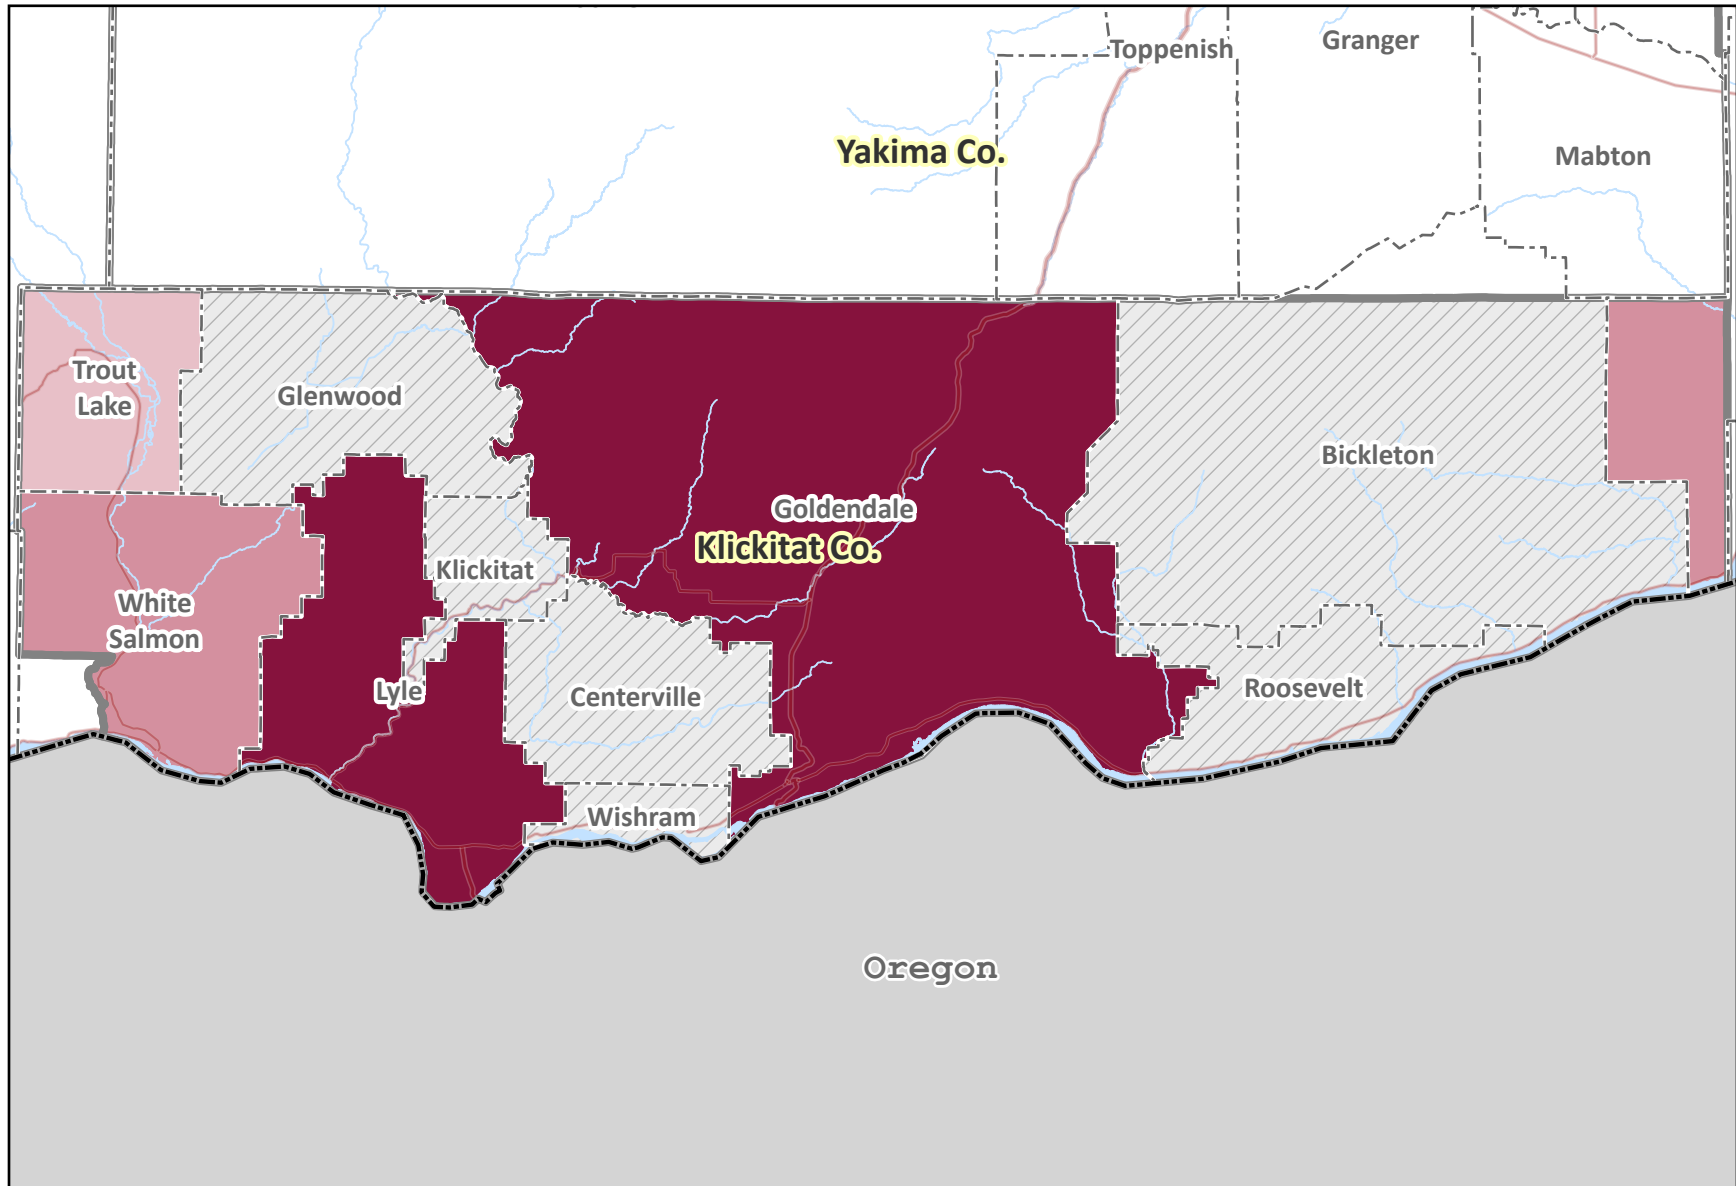 Toppenish
Granger
Yakima Co.
Mabton
Trout
Lake
Glenwood
Bickleton
Goldendale
Klickitat Co.
Klickitat
White
Salmon
Lyle
Centerville
Roosevelt
Wishram
Oregon